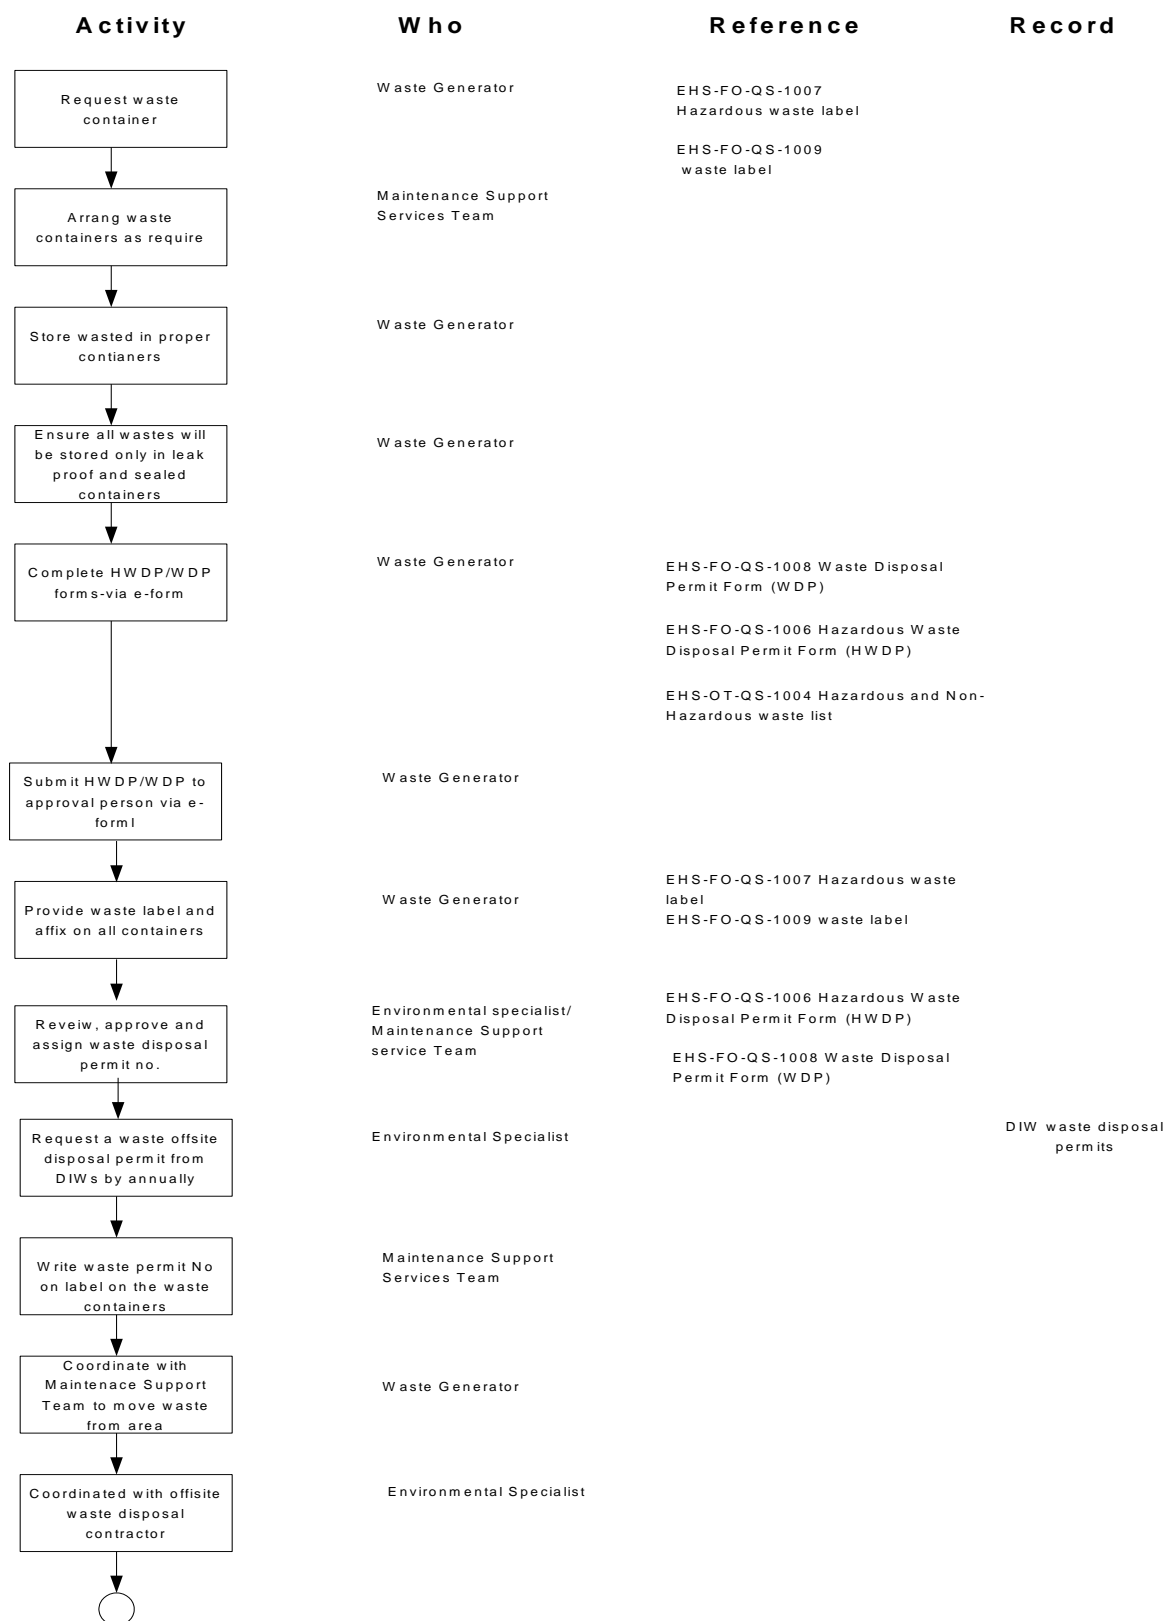 Activity
Who
Reference
Record
Request waste
container
Waste Generator
EHS-FO-QS-1007
Hazardous waste label
EHS-FO-QS-1009
waste label
Arrang waste
containers as require
Maintenance Support
Services Team
Store wasted in proper
contianers
Waste Generator
Ensure all wastes will
be stored only in leak
proof and sealed
containers
Waste Generator
Complete HWDP/WDP
forms-via e-form
Waste Generator
EHS-FO-QS-1008 Waste Disposal
Permit Form (WDP)
EHS-FO-QS-1006 Hazardous Waste
Disposal Permit Form (HWDP)
EHS-OT-QS-1004 Hazardous and Non-
Hazardous waste list
Submit HWDP/WDP to
approval person via e-
forml
Waste Generator
Provide waste label and
affix on all containers
Waste Generator
EHS-FO-QS-1007 Hazardous waste
label
EHS-FO-QS-1009 waste label
Reveiw, approve and
assign waste disposal
permit no.
Environmental specialist/
Maintenance Support
service Team
EHS-FO-QS-1006 Hazardous Waste
Disposal Permit Form (HWDP)
EHS-FO-QS-1008 Waste Disposal
Permit Form (WDP)
Request a waste offsite
disposal permit from
DIWs by annually
Environmental Specialist
DIW waste disposal
permits
Write waste permit No
on label on the waste
containers
Maintenance Support
Services Team
Coordinate with
Maintenace Support
Team to move waste
from area
Waste Generator
Coordinated with offisite
waste disposal
contractor
Environmental Specialist